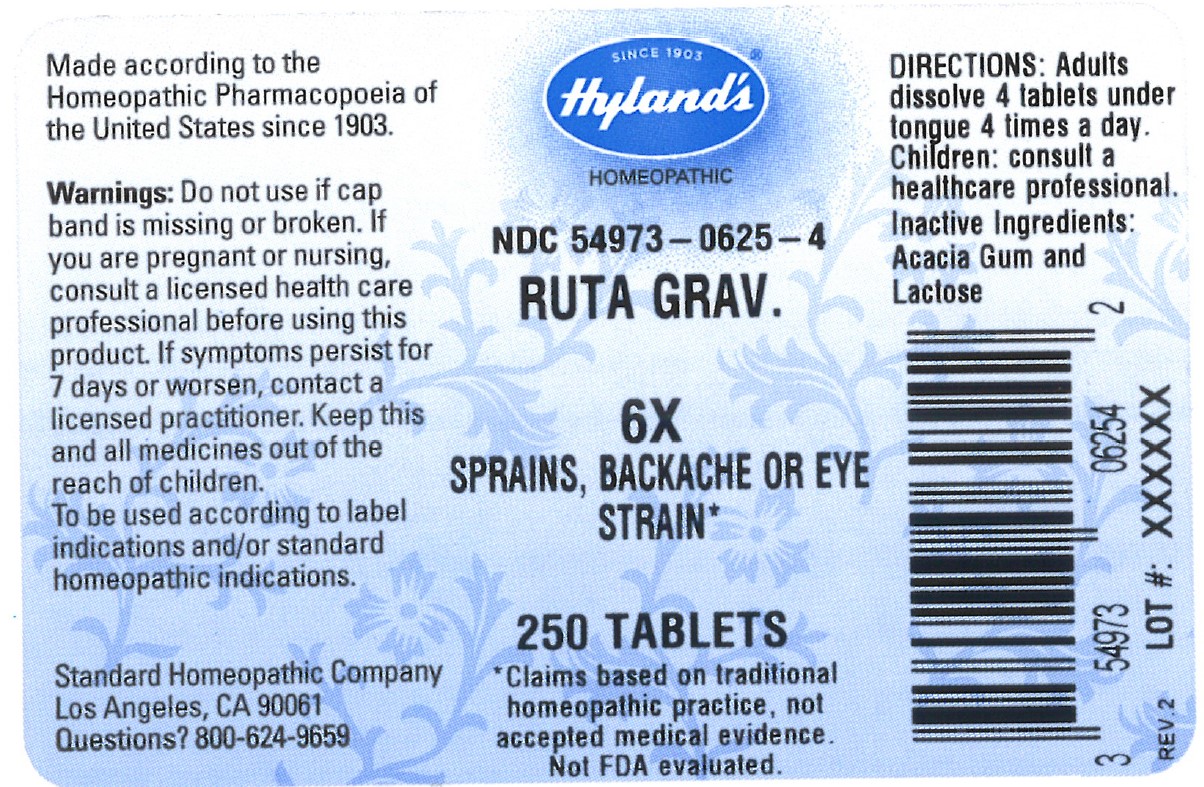 Made according to the
Homeopathic Pharmacopoeia of
the United States since 1903.
Warnings: Do not use if cap
band is missing or broken. If
you are pregnant or nursing,
consult a licensed health care
professional before using this
product. If symptoms persist for
7 days or worsen, contact a
licensed practitioner. Keep this
and all medicines out of the
reach of children.
To be used according to label
indications and/or standard
homeopathic indications.
Standard Homeopathic Company
Los Angeles, CA 90061
Questions? 800-624-9659
SINCE 1903
Hyland's®
HOMEOPATHIC
NDC 54973-0625-4
RUTA GRAV.
6X
SPRAINS, BACKACHE OR EYE
STRAIN*
250 TABLETS
*Claims based on traditional
homeopathic practice, not
accepted medical evidence.
Not FDA evaluated.
DIRECTIONS: Adults
dissolve 4 tablets under
tongue 4 times a day.
Children: consult a
healthcare professional.
Inactive Ingredients:
Acacia Gum and
Lactose
3 54973 06254 2
REV.2 LOT #: XXXXXX